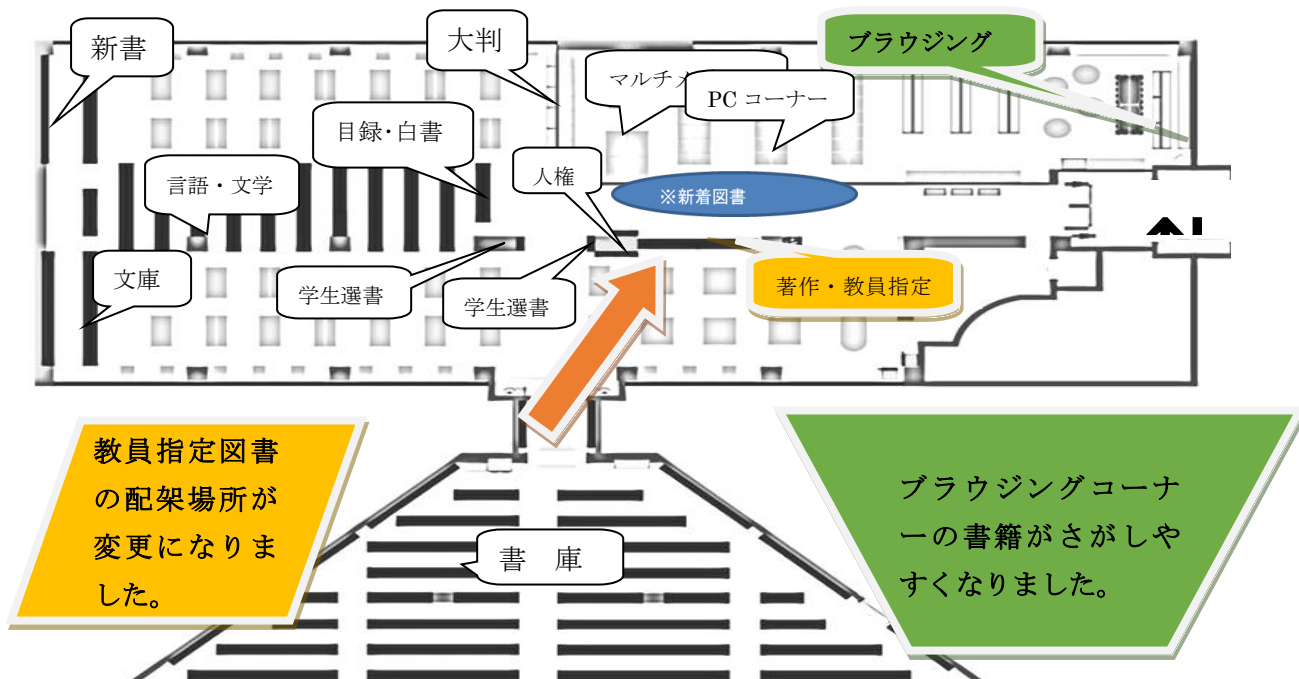 新書
大判
ブラウジング
マルチメ
PCコーナー
目録・白書
人権
言語・文学
※新着図書
文庫
学生選書
学生選書
著作・教員指定
教員指定図書
の配架場所が
変更になりま
した。
ブラウジングコーナ
ーの書籍がさがしや
すくなりました。
書　庫